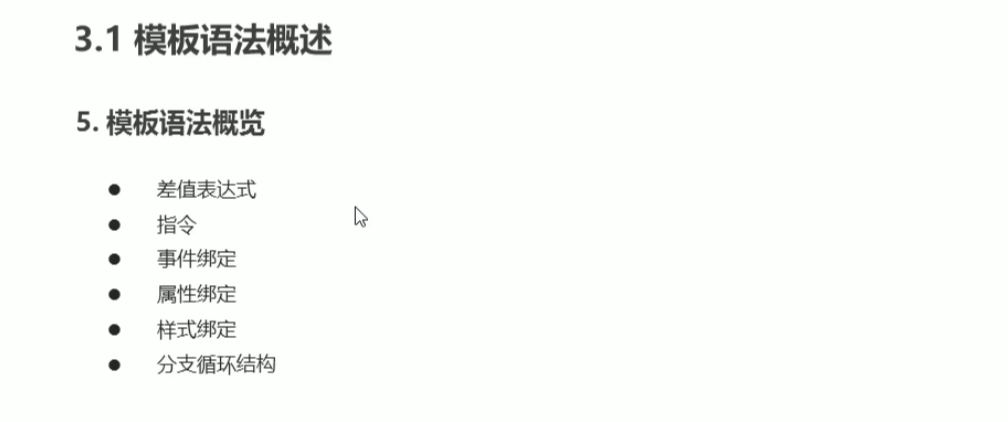 3.1 模板语法概述
5. 模板语法概览
● 差值表达式
● 指令
● 事件绑定
● 属性绑定
● 样式绑定
● 分支循环结构